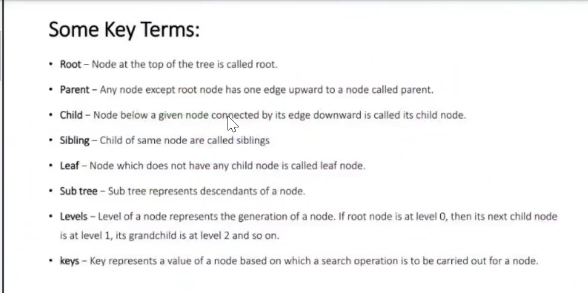 Some Key Terms:
• Root – Node at the top of the tree is called root.
• Parent – Any node except root node has one edge upward to a node called parent.
• Child – Node below a given node connected by its edge downward is called its child node.
• Sibling – Child of same node are called siblings
• Leaf – Node which does not have any child node is called leaf node.
• Sub tree – Sub tree represents descendants of a node.
• Levels – Level of a node represents the generation of a node. If root node is at level 0, then its next child node
is at level 1, its grandchild is at level 2 and so on.
• keys – Key represents a value of a node based on which a search operation is to be carried out for a node.